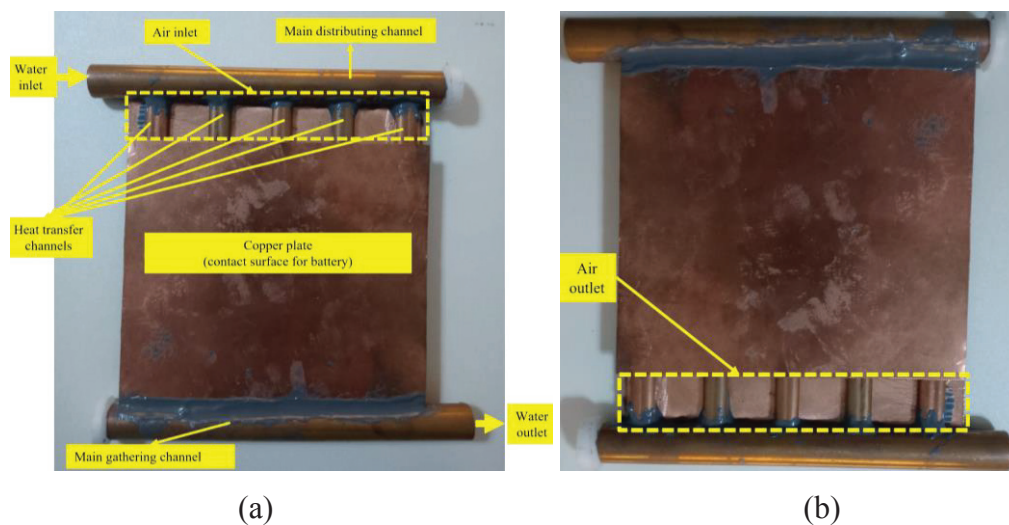 Air inlet
Main distributing channel
Water
inlet
Heat transfer
channels
Copper plate
(contact surface for battery)
Water
outlet
Main gathering channel
Air
outlet
(a)
(b)